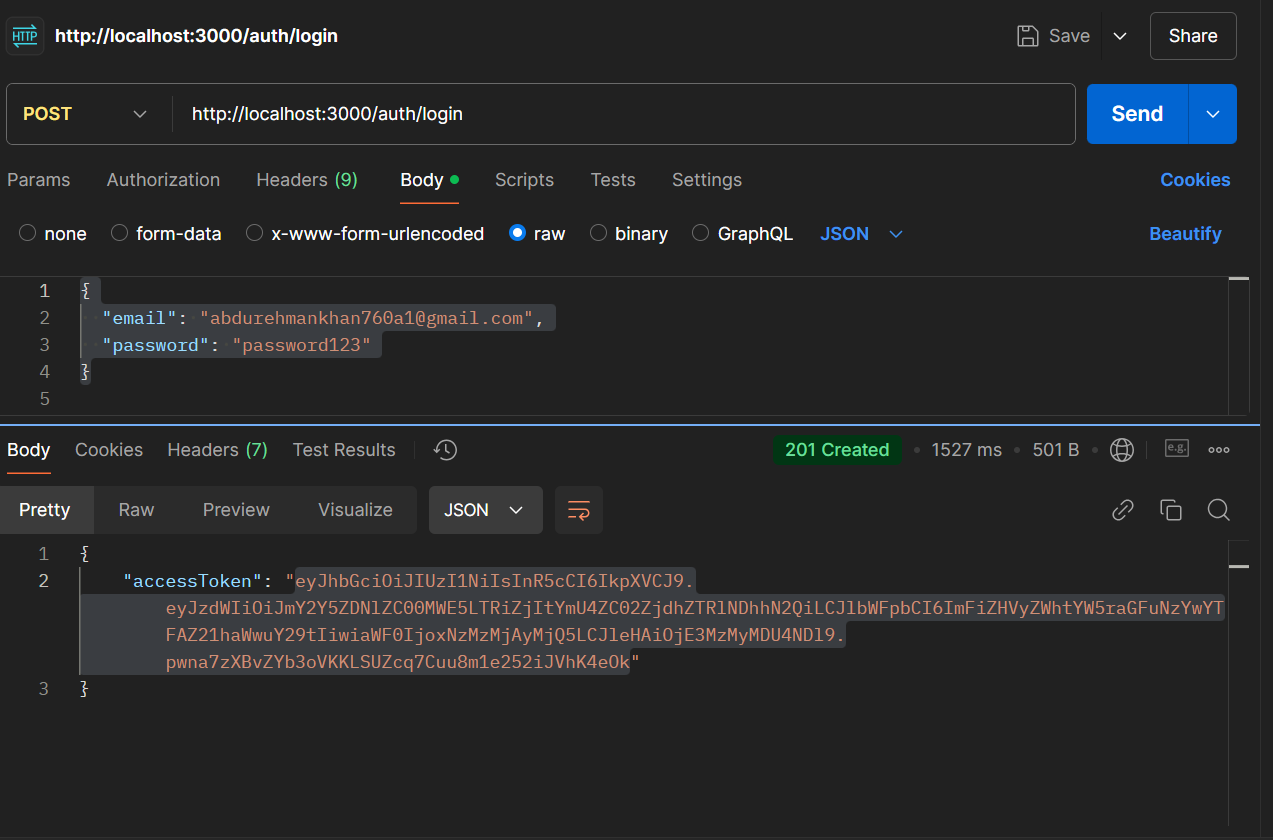 HTTP http://localhost:3000/auth/login Save Share
POST http://localhost:3000/auth/login Send
Params Authorization Headers (9) Body Scripts Tests Settings Cookies
none form-data x-www-form-urlencoded raw binary GraphQL JSON Beautify
1 {
2 "email": "abdurehmankhan760a1@gmail.com",
3 "password": "password123"
4 }
5
Body Cookies Headers (7) Test Results 201 Created • 1527 ms • 501 B e.g.
Pretty Raw Preview Visualize JSON
1 {
2 "accessToken": "eyJhbGciOiJIUzI1NiIsInR5cCI6IkpXVCJ9.
eyJzdWIiOiJmY2Y5ZDNlZC00MWE5LTRiZjItYmU4ZC02ZjdhZTRlNDhhN2QiLCJlbWFpbCI6ImFiZHVyZWhtYW5raGFuNzYwYT
FAZ21haWwuY29tIiwiaWF0IjoxNzMzMjAyMjQ5LCJleHAiOjE3MzMyMDU4NDl9.
pwna7zXBvZYb3oVKKLSUZcq7Cuu8m1e252iJVhK4eOk"
3 }